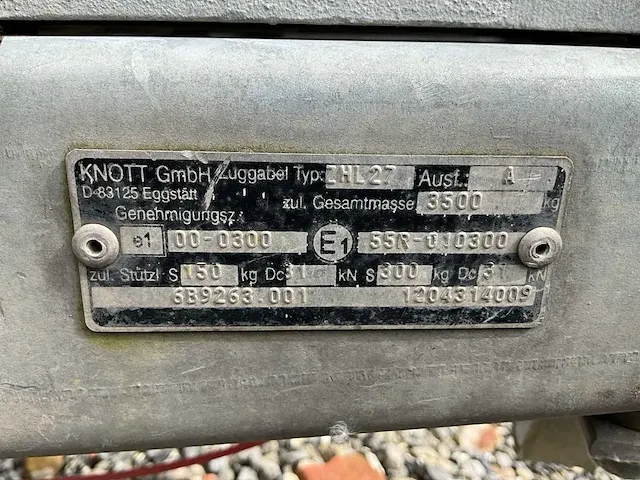 KNOTT GmbH Zuggabel Typ: ZHL27 Ausf.: A
D-83125 Eggstätt zul. Gesamtmasse 3500 kg
Genehmigungsz.:
e1 00-0300 E1 55R-010300
zul. Stützl S 150 kg Dc 31 kN S 300 kg Dc 31 kN
6B9263.001 1204314009